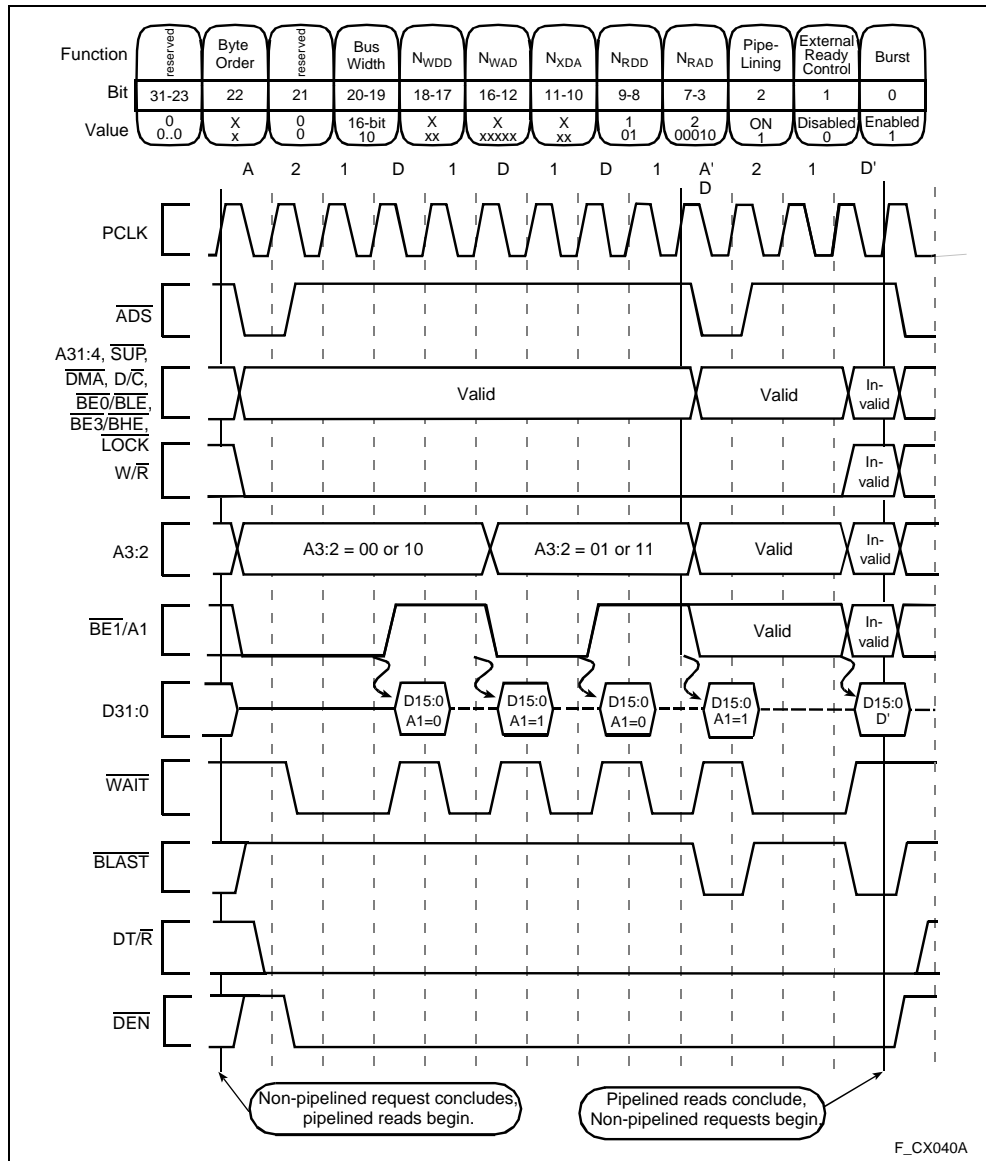 Function reserved Byte Order reserved Bus Width NWDD NWAD NXDA NRDD NRAD Pipe-Lining External Ready Control Burst
Bit 31-23 22 21 20-19 18-17 16-12 11-10 9-8 7-3 2 1 0
Value 0 X 0 16-bit X X X 1 2 ON Disabled Enabled
0..0 x 0 10 xx xxxxx xx 01 00010 1 0 1
A 2 1 D 1 D 1 D 1 A' 2 1 D'
D
PCLK
ADS
A31:4, SUP,
DMA, D/C,
BE0/BLE,
BE3/BHE,
LOCK
Valid Valid In-valid
W/R In-valid
A3:2 A3:2 = 00 or 10 A3:2 = 01 or 11 Valid In-valid
BE1/A1 Valid In-valid
D31:0 D15:0 D15:0 D15:0 D15:0 D15:0
A1=0 A1=1 A1=0 A1=1 D'
WAIT
BLAST
DT/R
DEN
Non-pipelined request concludes,
pipelined reads begin.
Pipelined reads conclude,
Non-pipelined requests begin.
F_CX040A